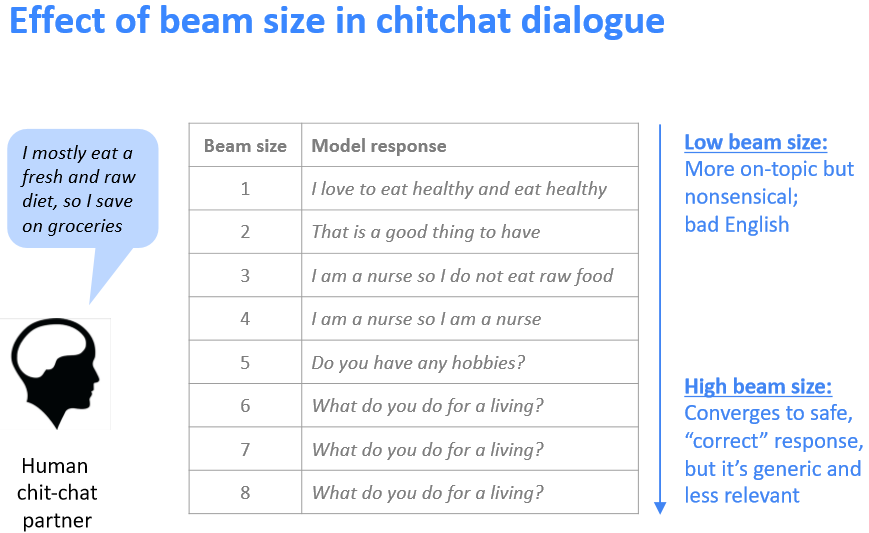 Effect of beam size in chitchat dialogue
I mostly eat a
fresh and raw
diet, so I save
on groceries
Human
chit-chat
partner
Beam size Model response
1 I love to eat healthy and eat healthy
2 That is a good thing to have
3 I am a nurse so I do not eat raw food
4 I am a nurse so I am a nurse
5 Do you have any hobbies?
6 What do you do for a living?
7 What do you do for a living?
8 What do you do for a living?
Low beam size:
More on-topic but
nonsensical;
bad English
High beam size:
Converges to safe,
“correct” response,
but it’s generic and
less relevant